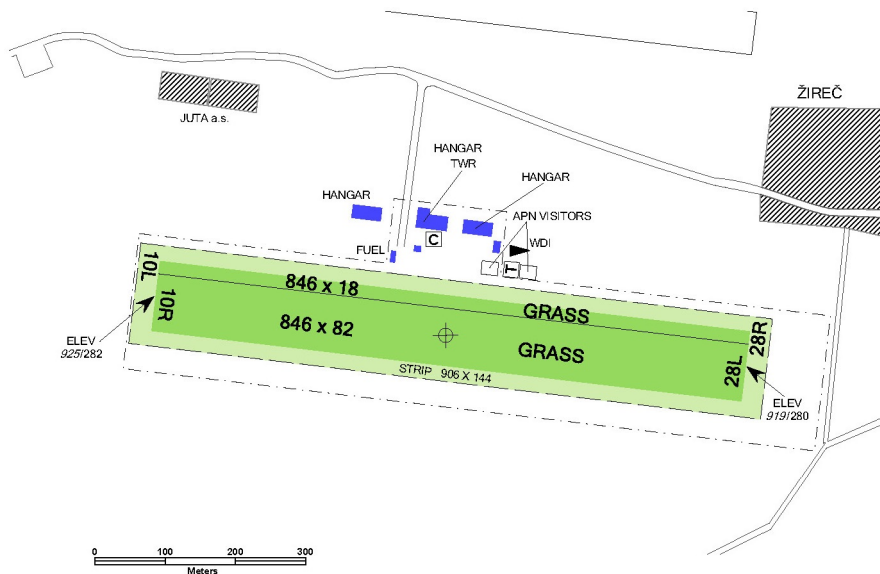 ŽIREČ
JUTA a.s.
HANGAR
TWR
HANGAR
HANGAR
APN VISITORS
C
WDI
FUEL
T
10L
846 x 18
GRASS
28R
10R
846 x 82
GRASS
28L
ELEV
925/282
STRIP 906 X 144
ELEV
919/280
0 100 200 300
Meters